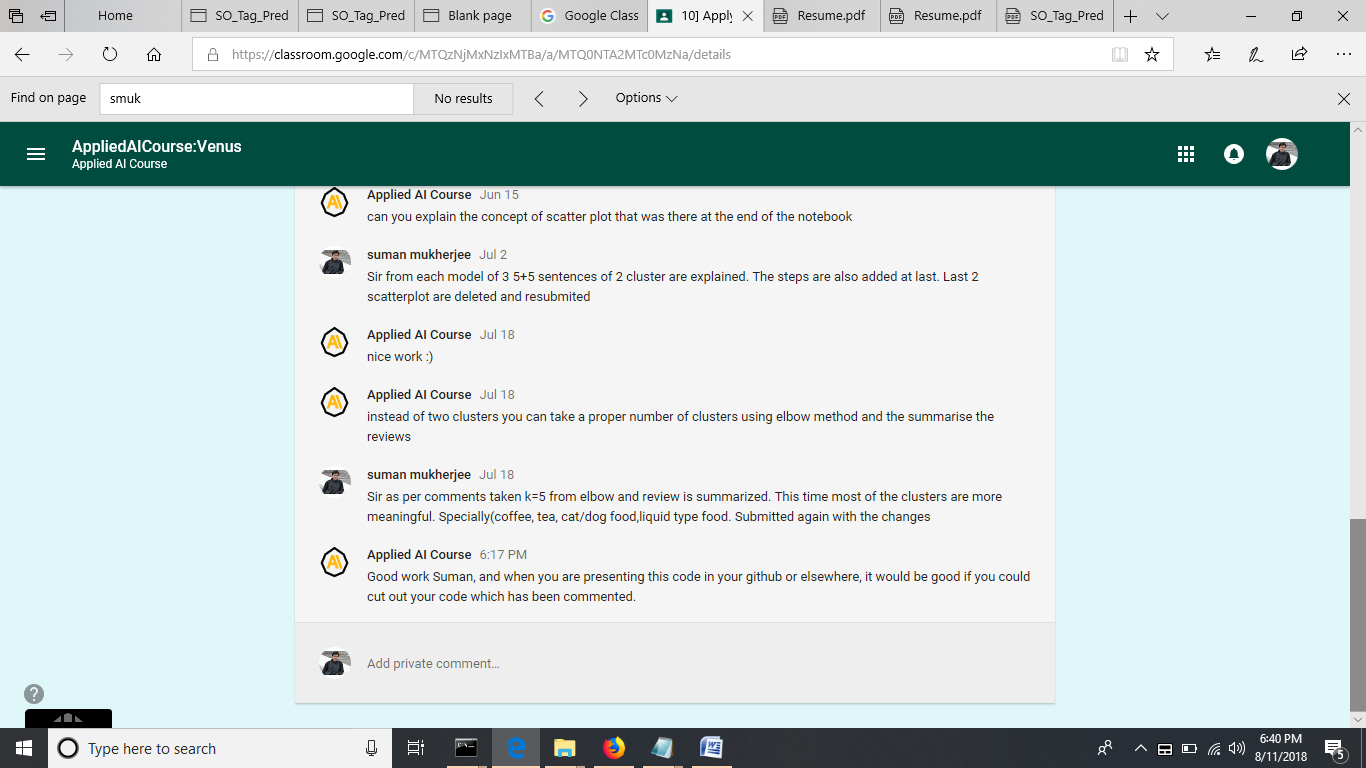 Home
SO_Tag_Pred
SO_Tag_Pred
Blank page
Google Class
10] Apply
Resume.pdf
Resume.pdf
SO_Tag_Pred
https://classroom.google.com/c/MTQzNjMxNzIxMTBa/a/MTQ0NTA2MTc0MzNa/details
Find on page
smuk
No results
Options
AppliedAICourse:Venus
Applied AI Course
Applied AI Course Jun 15
can you explain the concept of scatter plot that was there at the end of the notebook
suman mukherjee Jul 2
Sir from each model of 3 5+5 sentences of 2 cluster are explained. The steps are also added at last. Last 2
scatterplot are deleted and resubmited
Applied AI Course Jul 18
nice work :)
Applied AI Course Jul 18
instead of two clusters you can take a proper number of clusters using elbow method and the summarise the
reviews
suman mukherjee Jul 18
Sir as per comments taken k=5 from elbow and review is summarized. This time most of the clusters are more
meaningful. Specially(coffee, tea, cat/dog food,liquid type food. Submitted again with the changes
Applied AI Course 6:17 PM
Good work Suman, and when you are presenting this code in your github or elsewhere, it would be good if you could
cut out your code which has been commented.
Add private comment...
?
Type here to search
6:40 PM
8/11/2018
5